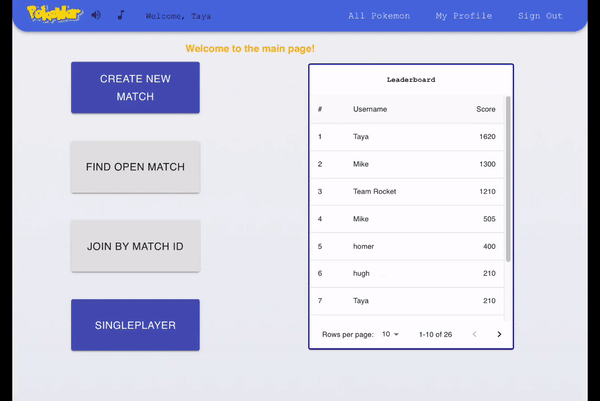 PokeWar
Welcome, Taya
All Pokemon
My Profile
Sign Out
Welcome to the main page!
CREATE NEW
MATCH
FIND OPEN MATCH
JOIN BY MATCH ID
SINGLEPLAYER
Leaderboard
# Username Score
1 Taya 1620
2 Mike 1300
3 Team Rocket 1210
4 Mike 505
5 homer 400
6 hugh 210
7 Taya 210
Rows per page: 10 1-10 of 26